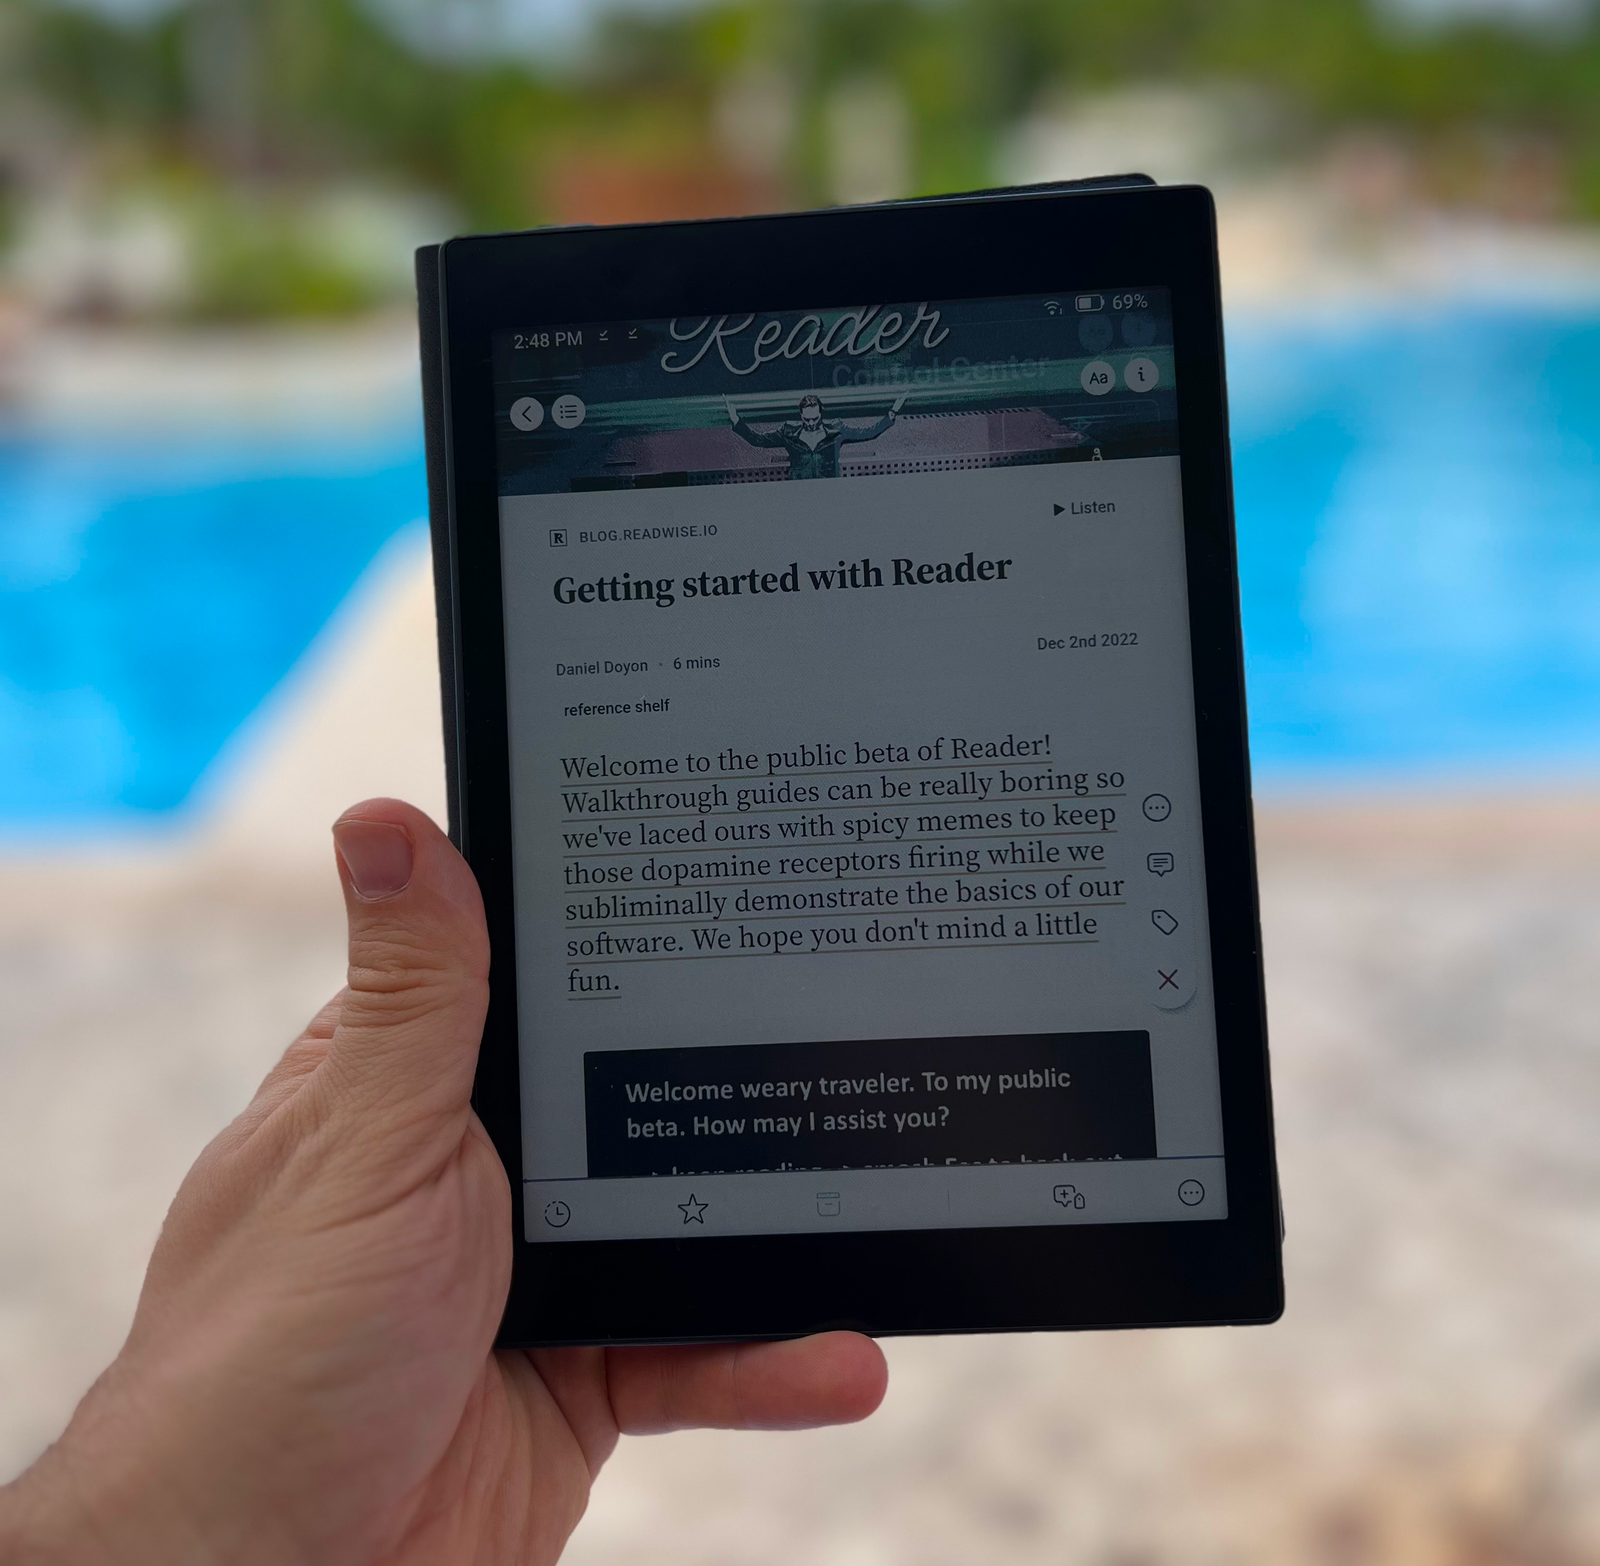 2:48 PM
69%
Reader
Control Center
Aa
i
R BLOG.READWISE.IO
Listen
Getting started with Reader
Daniel Doyon · 6 mins
Dec 2nd 2022
reference shelf
Welcome to the public beta of Reader!
Walkthrough guides can be really boring so
we've laced ours with spicy memes to keep
those dopamine receptors firing while we
subliminally demonstrate the basics of our
software. We hope you don't mind a little
fun.
Welcome weary traveler. To my public
beta. How may I assist you?
keep reading